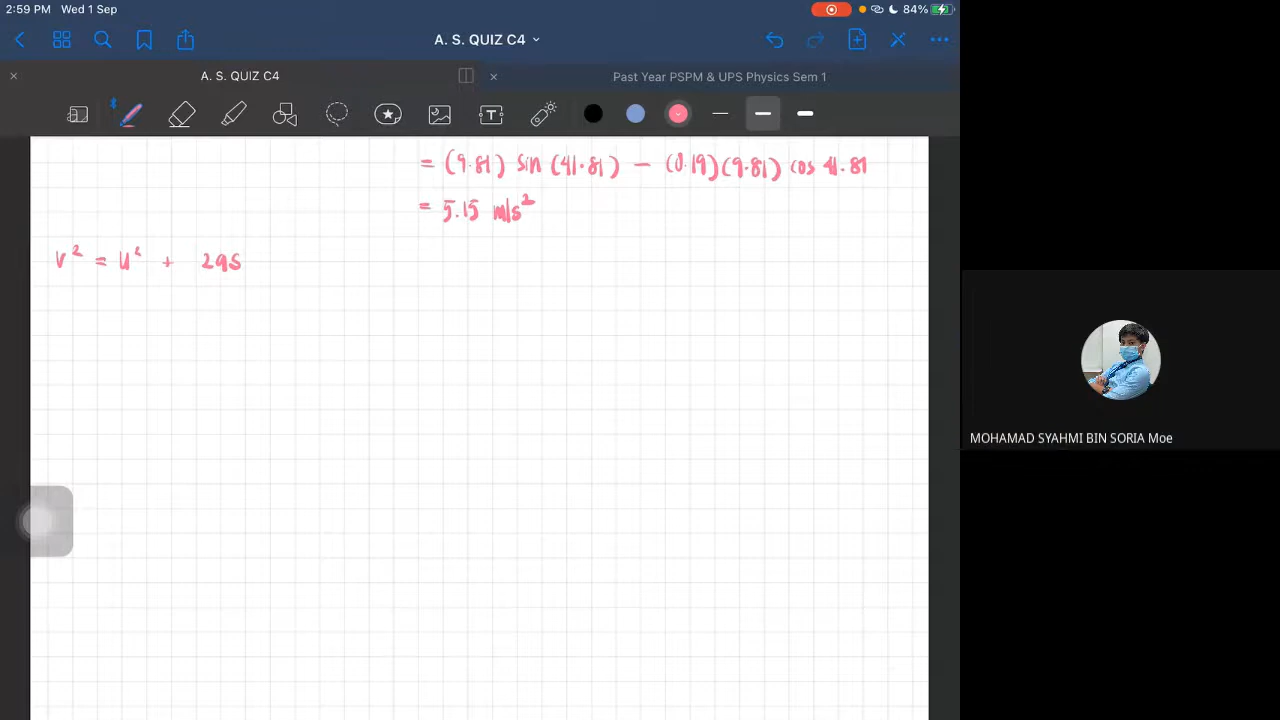 2:59 PM Wed 1 Sep
84%
A. S. QUIZ C4
A. S. QUIZ C4
Past Year PSPM & UPS Physics Sem 1
= (9.81) sin (41.81) - (0.19)(9.81) cos 41.81
= 5.15 m/s²
v² = u² + 2as
MOHAMAD SYAHMI BIN SORIA Moe